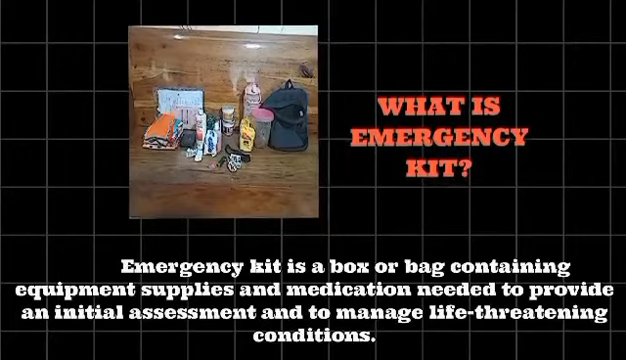 WHAT IS
EMERGENCY
KIT?
Emergency kit is a box or bag containing
equipment supplies and medication needed to provide
an initial assessment and to manage life-threatening
conditions.